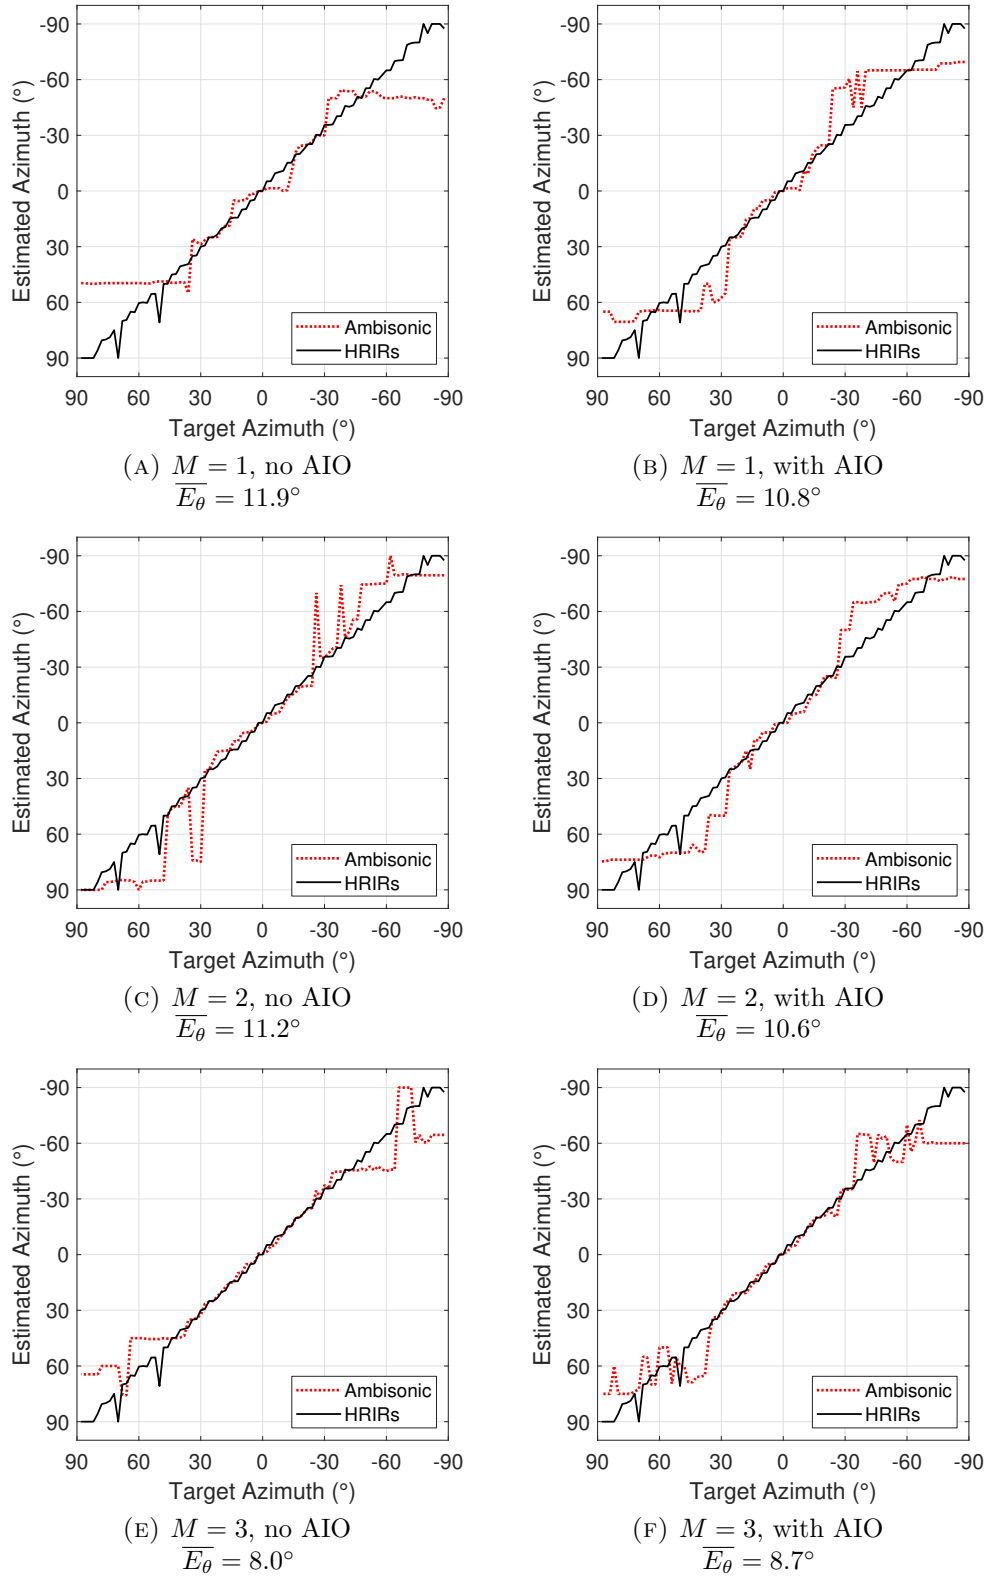 -90
-60
-30
0
30
60
90
Estimated Azimuth (°)
Ambisonic
HRIRs
90 60 30 0 -30 -60 -90
Target Azimuth (°)
(A) M = 1, no AIO
E_θ = 11.9°
-90
-60
-30
0
30
60
90
Estimated Azimuth (°)
Ambisonic
HRIRs
90 60 30 0 -30 -60 -90
Target Azimuth (°)
(B) M = 1, with AIO
E_θ = 10.8°
-90
-60
-30
0
30
60
90
Estimated Azimuth (°)
Ambisonic
HRIRs
90 60 30 0 -30 -60 -90
Target Azimuth (°)
(C) M = 2, no AIO
E_θ = 11.2°
-90
-60
-30
0
30
60
90
Estimated Azimuth (°)
Ambisonic
HRIRs
90 60 30 0 -30 -60 -90
Target Azimuth (°)
(D) M = 2, with AIO
E_θ = 10.6°
-90
-60
-30
0
30
60
90
Estimated Azimuth (°)
Ambisonic
HRIRs
90 60 30 0 -30 -60 -90
Target Azimuth (°)
(E) M = 3, no AIO
E_θ = 8.0°
-90
-60
-30
0
30
60
90
Estimated Azimuth (°)
Ambisonic
HRIRs
90 60 30 0 -30 -60 -90
Target Azimuth (°)
(F) M = 3, with AIO
E_θ = 8.7°